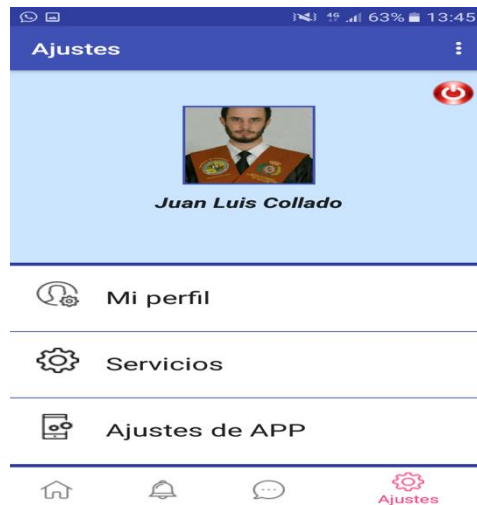 63% 13:45
Ajustes
Juan Luis Collado
Mi perfil
Servicios
Ajustes de APP
Ajustes